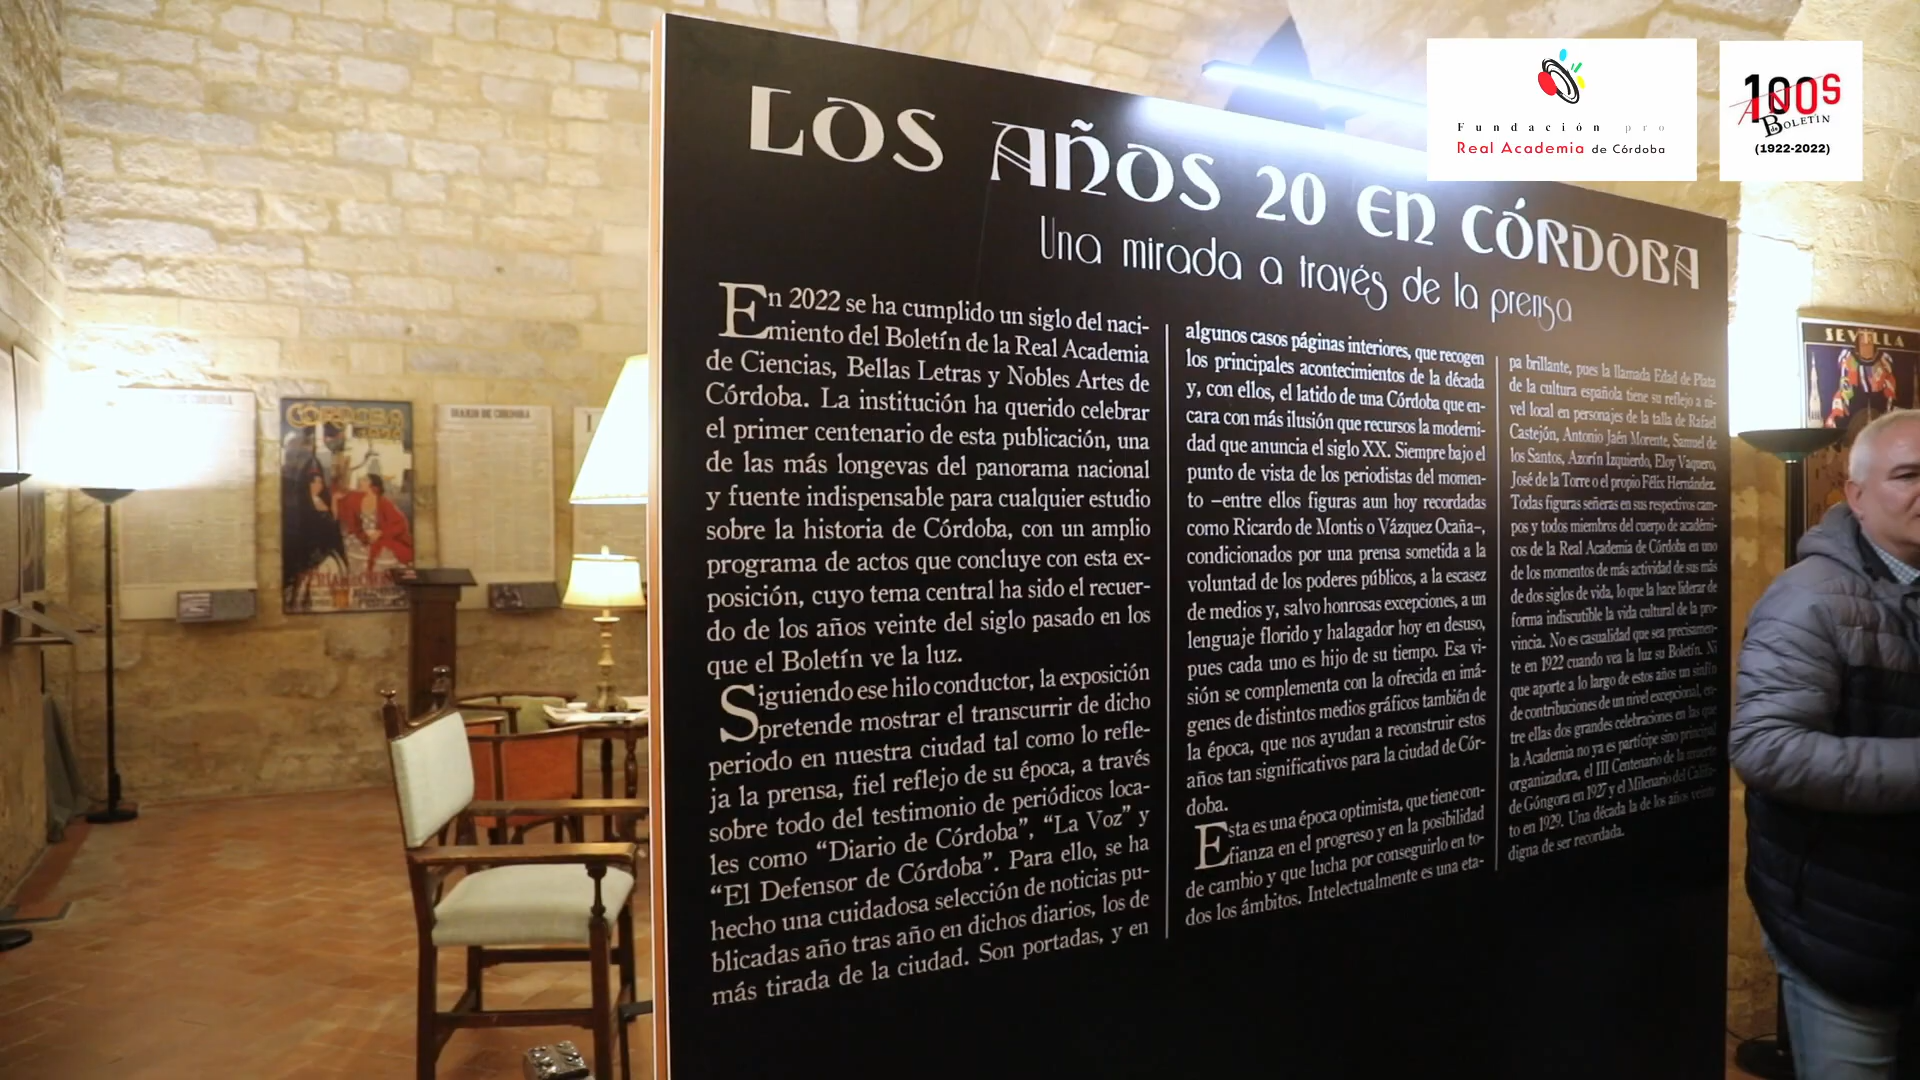 LOS AÑOS 20 EN CÓRDOBA
Una mirada a través de la prensa
En 2022 se ha cumplido un siglo del naci-
miento del Boletín de la Real Academia
de Ciencias, Bellas Letras y Nobles Artes de
Córdoba. La institución ha querido celebrar
el primer centenario de esta publicación, una
de las más longevas del panorama nacional
y fuente indispensable para cualquier estudio
sobre la historia de Córdoba, con un amplio
programa de actos que concluye con esta ex-
posición, cuyo tema central ha sido el recuer-
do de los años veinte del siglo pasado en los
que el Boletín ve la luz.
Siguiendo ese hilo conductor, la exposición
pretende mostrar el transcurrir de dicho
periodo en nuestra ciudad tal como lo refle-
ja la prensa, fiel reflejo de su época, a través
sobre todo del testimonio de periódicos loca-
les como “Diario de Córdoba”, “La Voz” y
“El Defensor de Córdoba”. Para ello, se ha
hecho una cuidadosa selección de noticias pu-
blicadas año tras año en dichos diarios, los de
más tirada de la ciudad. Son portadas, y en
algunos casos páginas interiores, que recogen
los principales acontecimientos de la década
y, con ellos, el latido de una Córdoba que en-
cara con más ilusión que recursos la moderni-
dad que anuncia el siglo XX. Siempre bajo el
punto de vista de los periodistas del momen-
to –entre ellos figuras aun hoy recordadas
como Ricardo de Montis o Vázquez Ocaña–,
condicionados por una prensa sometida a la
voluntad de los poderes públicos, a la escasez
de medios y, salvo honrosas excepciones, a un
lenguaje florido y halagador hoy en desuso,
pues cada uno es hijo de su tiempo. Esa vi-
sión se complementa con la ofrecida en imá-
genes de distintos medios gráficos también de
la época, que nos ayudan a reconstruir estos
años tan significativos para la ciudad de Cór-
doba.
Esta es una época optimista, que tiene con-
fianza en el progreso y en la posibilidad
de cambio y que lucha por conseguirlo en to-
dos los ámbitos. Intelectualmente es una eta-
pa brillante, pues la llamada Edad de Plata
de la cultura española tiene su reflejo a ni-
vel local en personajes de la talla de Rafael
Castejón, Antonio Jaén Morente, Samuel de
los Santos, Azorín Izquierdo, Eloy Vaquero,
José de la Torre o el propio Félix Hernández.
Todas figuras señeras en sus respectivos cam-
pos y todos miembros del cuerpo de académi-
cos de la Real Academia de Córdoba en uno
de los momentos de más actividad de sus más
de dos siglos de vida, lo que la hace liderar de
forma indiscutible la vida cultural de la pro-
vincia. No es casualidad que sea precisamen-
te en 1922 cuando vea la luz su Boletín. Ni
que aporte a lo largo de estos años un sinfín
de contribuciones de un nivel excepcional, en-
tre ellas dos grandes celebraciones en las que
la Academia no ya es partícipe sino principal
organizadora, el III Centenario de la muerte
de Góngora en 1927 y el Milenario del Califa-
to en 1929. Una década la de los años veinte
digna de ser recordada.
Fundación pro
Real Academia de Córdoba
100 AÑOS
de BOLETÍN
(1922-2022)
SEVILLA
CÓRDOBA
DIARIO DE CORDOBA